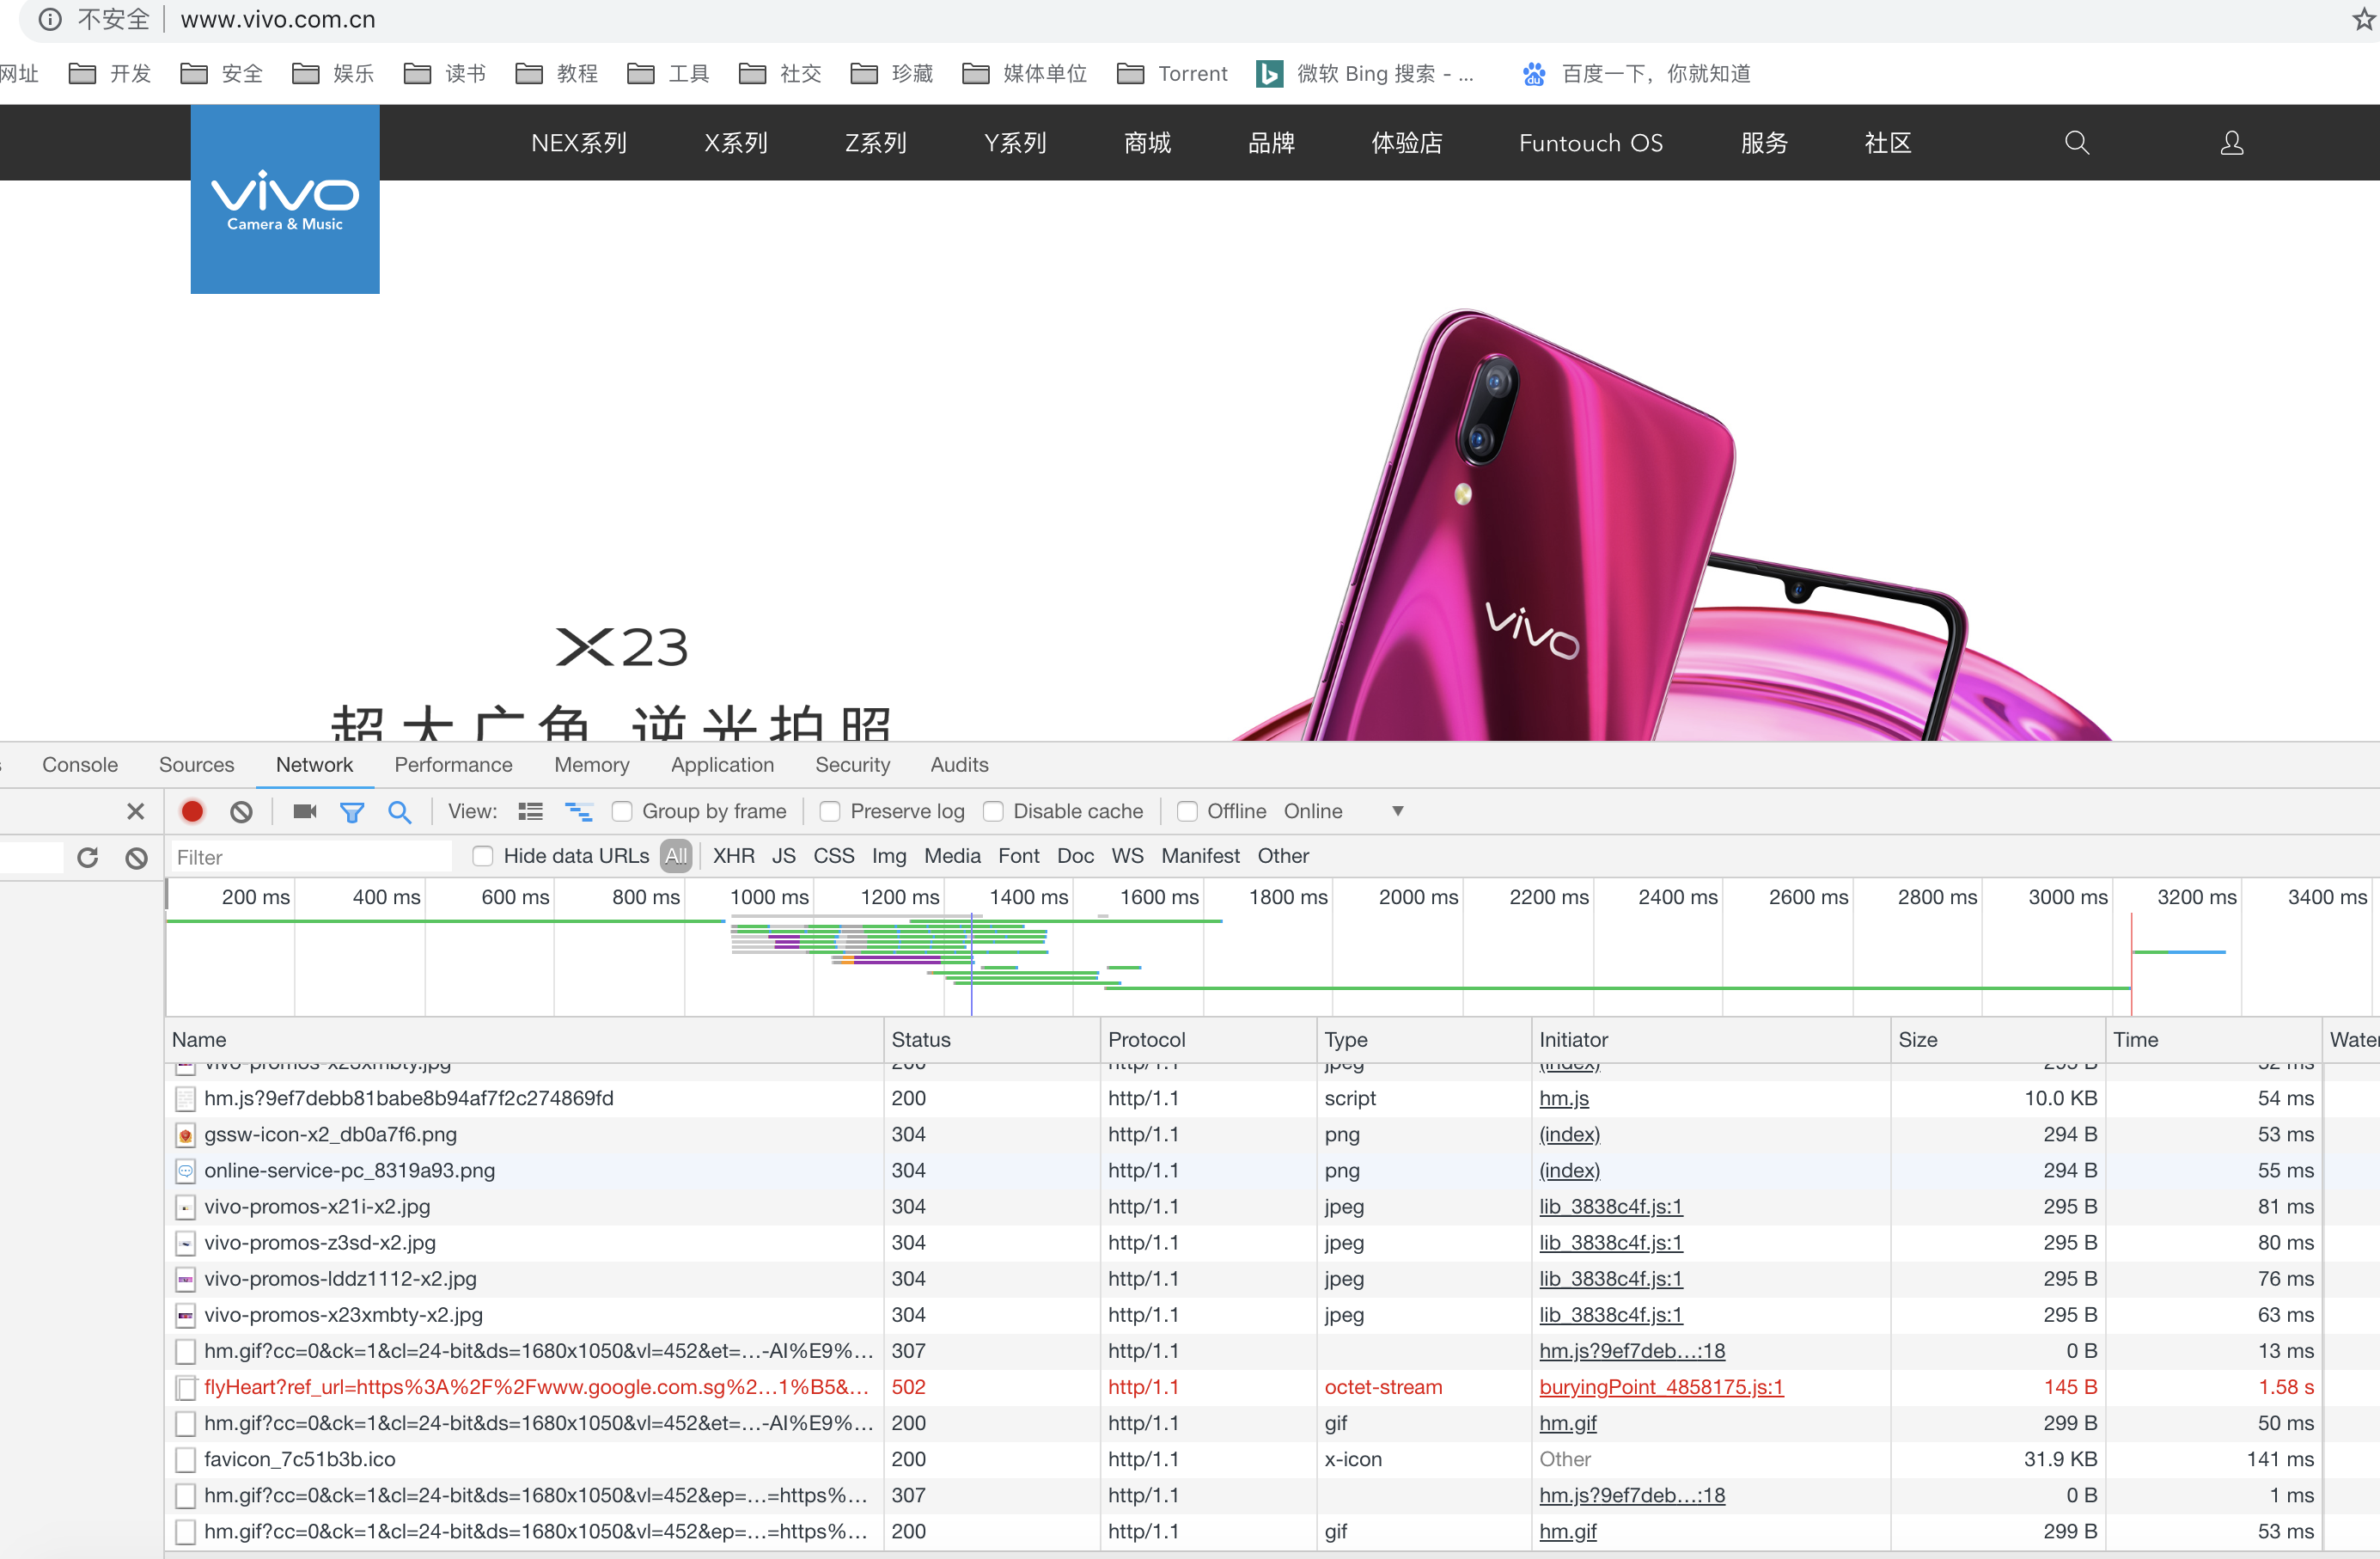 不安全 www.vivo.com.cn
网址 开发 安全 娱乐 读书 教程 工具 社交 珍藏 媒体单位 Torrent 微软 Bing 搜索 - ... 百度一下，你就知道
NEX系列 X系列 Z系列 Y系列 商城 品牌 体验店 Funtouch OS 服务 社区
vivo
Camera & Music
vivo
X23
超大广角 逆光拍照
Console Sources Network Performance Memory Application Security Audits
View: Group by frame Preserve log Disable cache Offline Online
Filter Hide data URLs All XHR JS CSS Img Media Font Doc WS Manifest Other
200 ms 400 ms 600 ms 800 ms 1000 ms 1200 ms 1400 ms 1600 ms 1800 ms 2000 ms 2200 ms 2400 ms 2600 ms 2800 ms 3000 ms 3200 ms 3400 ms
Name Status Protocol Type Initiator Size Time
vivo-promos-x23xmbty.jpg http/1.1 jpeg (index) 295 B
hm.js?9ef7debb81babe8b94af7f2c274869fd 200 http/1.1 script hm.js 10.0 KB 54 ms
gssw-icon-x2_db0a7f6.png 304 http/1.1 png (index) 294 B 53 ms
online-service-pc_8319a93.png 304 http/1.1 png (index) 294 B 55 ms
vivo-promos-x21i-x2.jpg 304 http/1.1 jpeg lib_3838c4f.js:1 295 B 81 ms
vivo-promos-z3sd-x2.jpg 304 http/1.1 jpeg lib_3838c4f.js:1 295 B 80 ms
vivo-promos-lddz1112-x2.jpg 304 http/1.1 jpeg lib_3838c4f.js:1 295 B 76 ms
vivo-promos-x23xmbty-x2.jpg 304 http/1.1 jpeg lib_3838c4f.js:1 295 B 63 ms
hm.gif?cc=0&ck=1&cl=24-bit&ds=1680x1050&vl=452&et=…-AI%E9%… 307 http/1.1 hm.js?9ef7deb…:18 0 B 13 ms
flyHeart?ref_url=https%3A%2F%2Fwww.google.com.sg%2…1%B5&… 502 http/1.1 octet-stream buryingPoint_4858175.js:1 145 B 1.58 s
hm.gif?cc=0&ck=1&cl=24-bit&ds=1680x1050&vl=452&et=…-AI%E9%… 200 http/1.1 gif hm.gif 299 B 50 ms
favicon_7c51b3b.ico 200 http/1.1 x-icon Other 31.9 KB 141 ms
hm.gif?cc=0&ck=1&cl=24-bit&ds=1680x1050&vl=452&ep=…=https%… 307 http/1.1 hm.js?9ef7deb…:18 0 B 1 ms
hm.gif?cc=0&ck=1&cl=24-bit&ds=1680x1050&vl=452&ep=…=https%… 200 http/1.1 gif hm.gif 299 B 53 ms